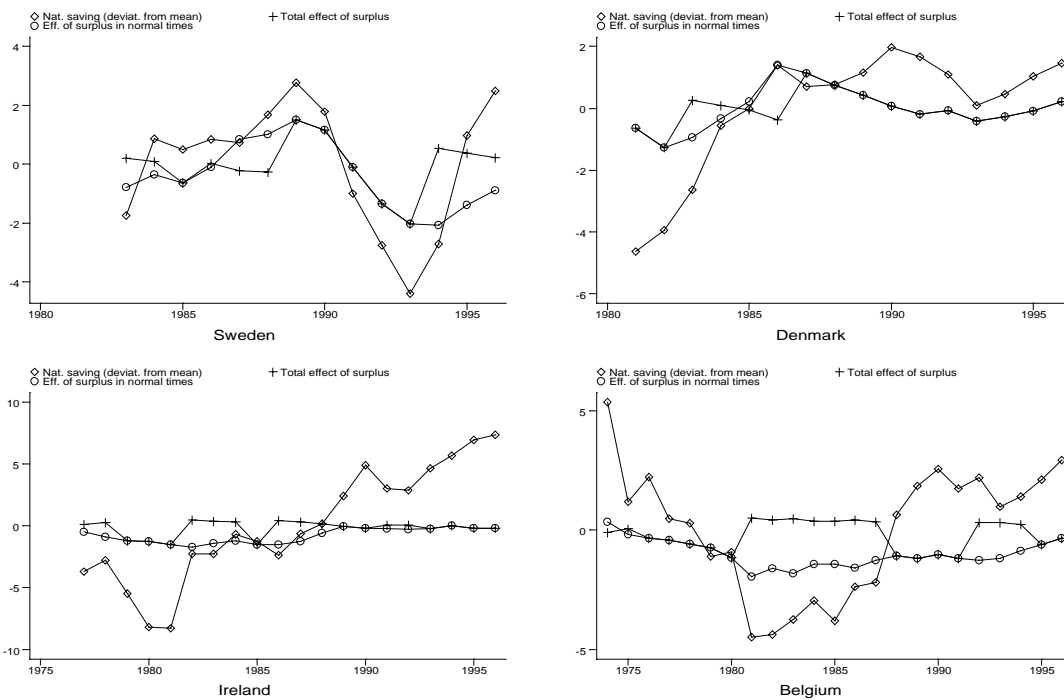 Nat. saving (deviat. from mean) Total effect of surplus
Eff. of surplus in normal times
4
2
0
-2
-4
1980 1985 1990 1995
Sweden
Nat. saving (deviat. from mean) Total effect of surplus
Eff. of surplus in normal times
2
0
-2
-4
-6
1980 1985 1990 1995
Denmark
Nat. saving (deviat. from mean) Total effect of surplus
Eff. of surplus in normal times
10
5
0
-5
-10
1975 1980 1985 1990 1995
Ireland
Nat. saving (deviat. from mean) Total effect of surplus
Eff. of surplus in normal times
5
0
-5
1975 1980 1985 1990 1995
Belgium